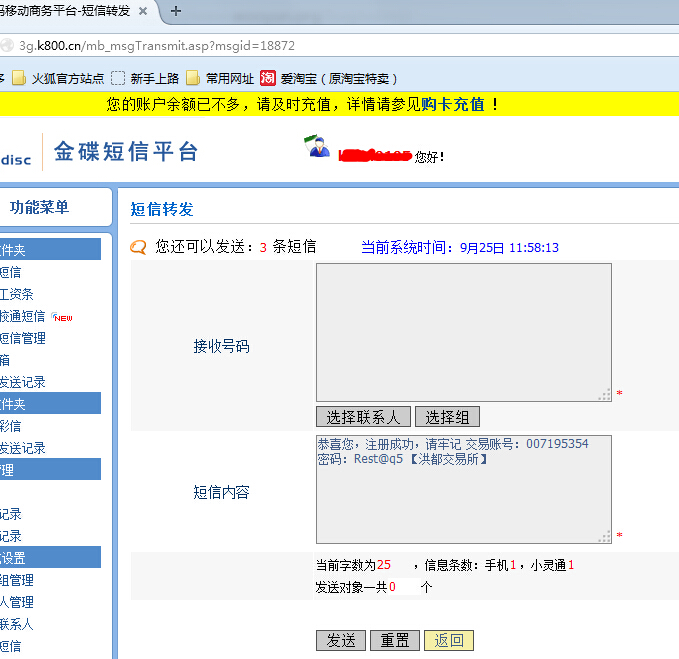 码移动商务平台-短信转发 × +
3g.k800.cn/mb_msgTransmit.asp?msgid=18872
火狐官方站点 新手上路 常用网址 淘 爱淘宝（原淘宝特卖）
您的账户余额已不多，请及时充值，详情请参见购卡充值 ！
disc 金碟短信平台
您好！
功能菜单
短信转发
件夹
您还可以发送：3 条短信 当前系统时间：9月25日 11:58:13
短信
工资条
校通短信 NEW
短信管理
接收号码
箱
发送记录
*
件夹
选择联系人 选择组
彩信
恭喜您，注册成功，请牢记 交易账号：007195354
发送记录
密码：Rest@q5 【洪都交易所】
管理
短信内容
记录
记录
*
设置
当前字数为25 ，信息条数：手机1，小灵通1
组管理
发送对象一共0 个
人管理
联系人
发送 重置 返回
短信